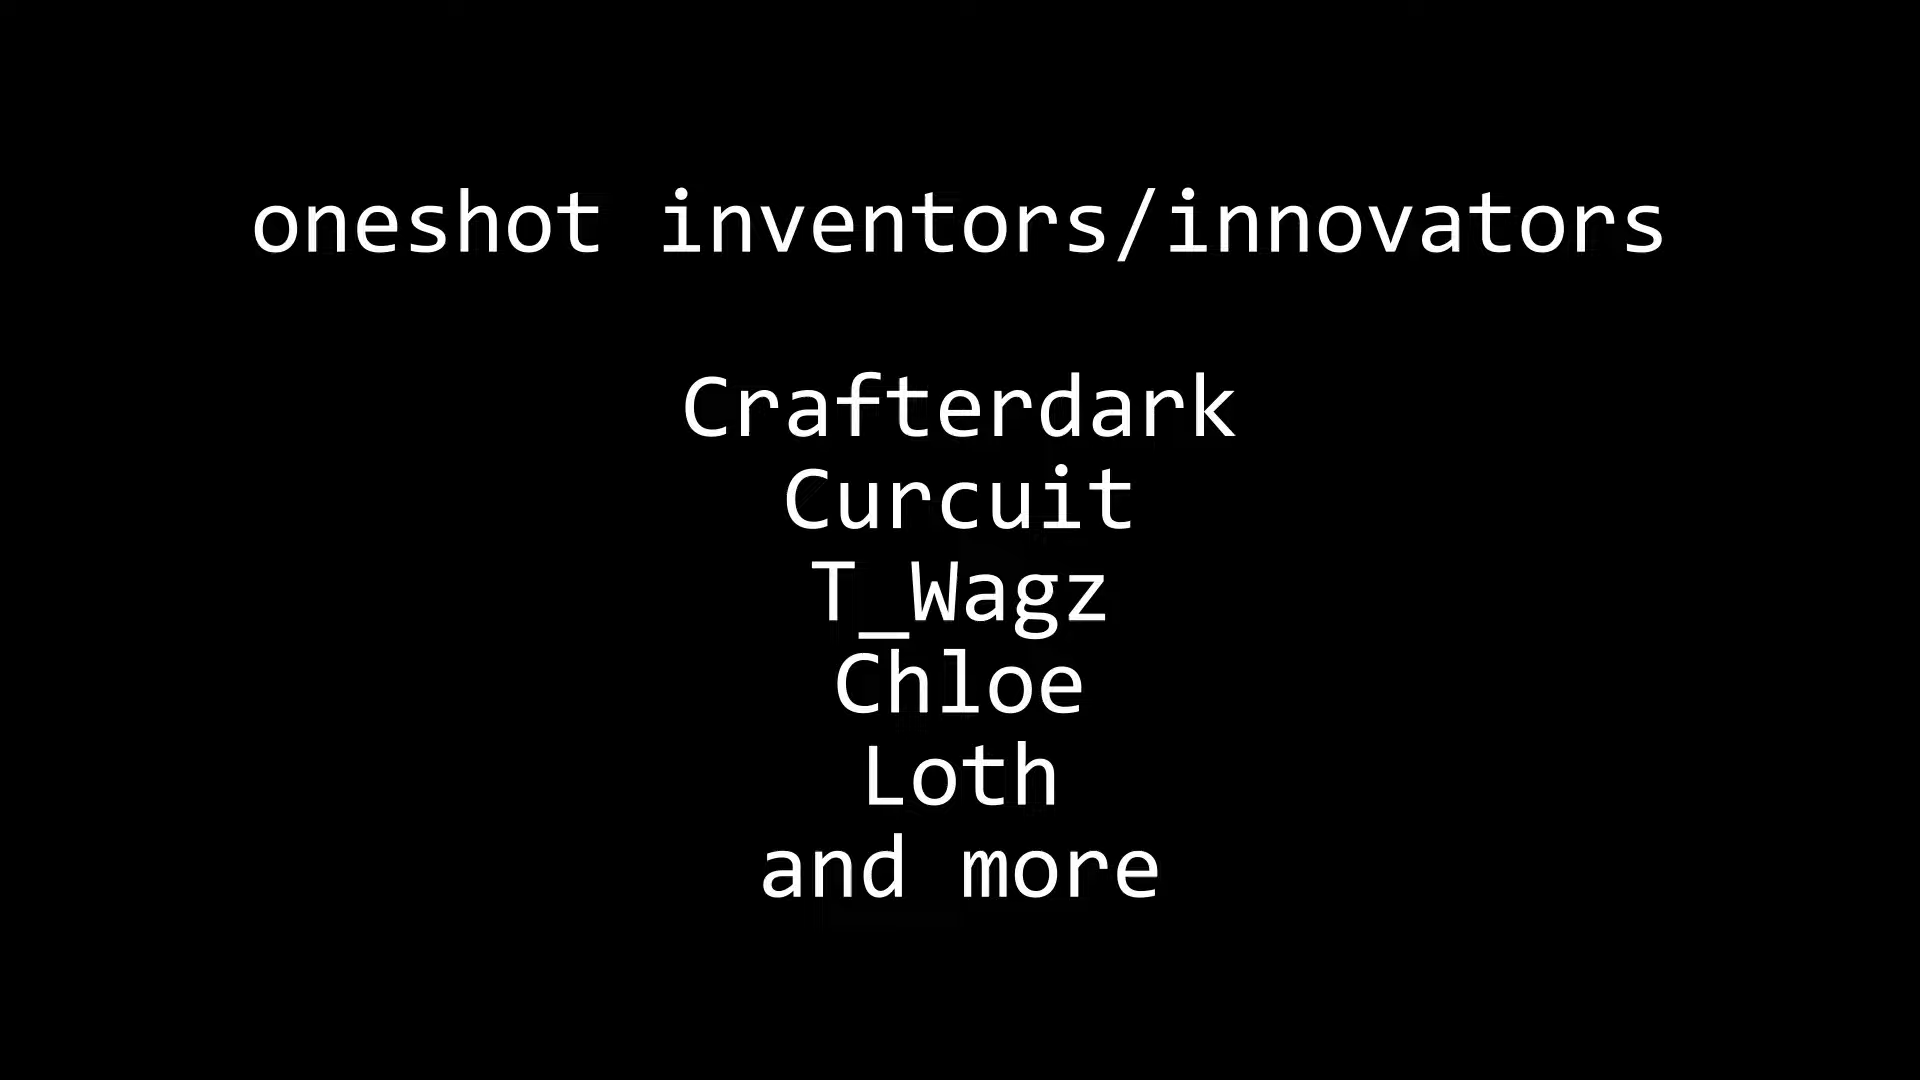 oneshot inventors/innovators
Crafterdark
Curcuit
T_Wagz
Chloe
Loth
and more